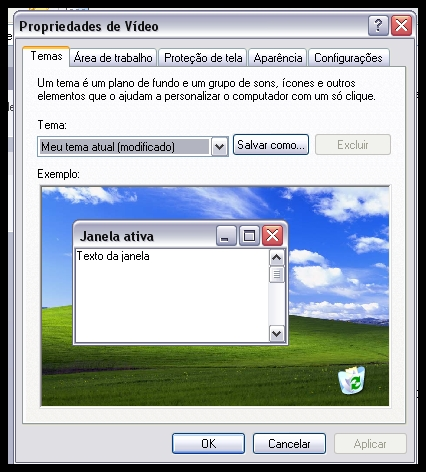 Propriedades de Vídeo
Temas Área de trabalho Proteção de tela Aparência Configurações
Um tema é um plano de fundo e um grupo de sons, ícones e outros
elementos que o ajudam a personalizar o computador com um só clique.
Tema:
Meu tema atual (modificado) Salvar como... Excluir
Exemplo:
Janela ativa
Texto da janela
OK Cancelar Aplicar